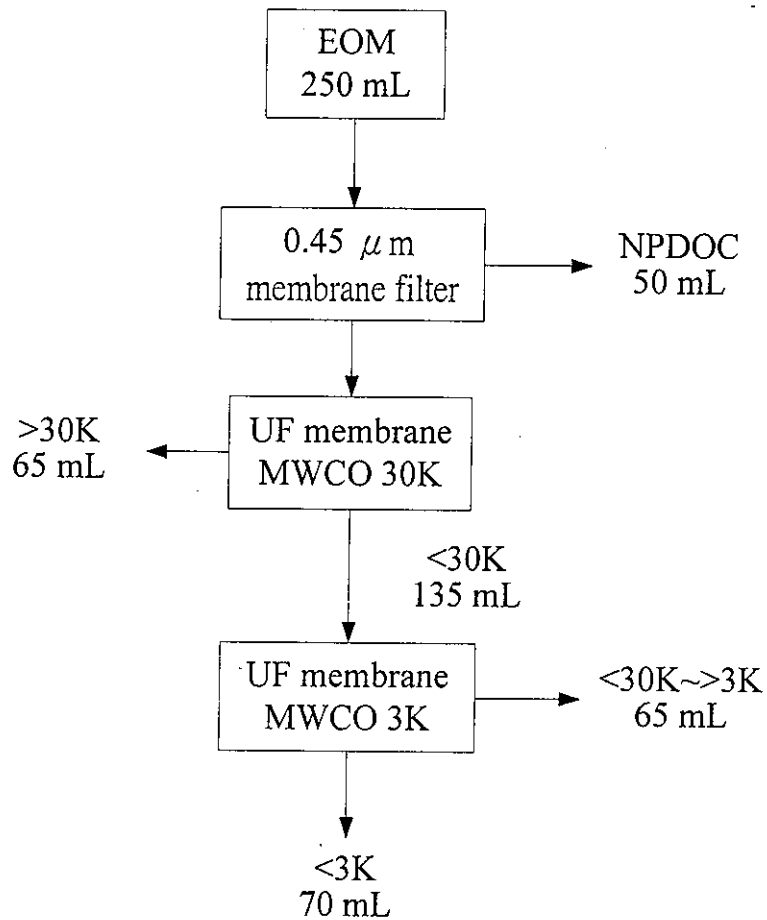 EOM
250 mL
0.45 μm
membrane filter
NPDOC
50 mL
UF membrane
MWCO 30K
>30K
65 mL
<30K
135 mL
UF membrane
MWCO 3K
<30K~>3K
65 mL
<3K
70 mL